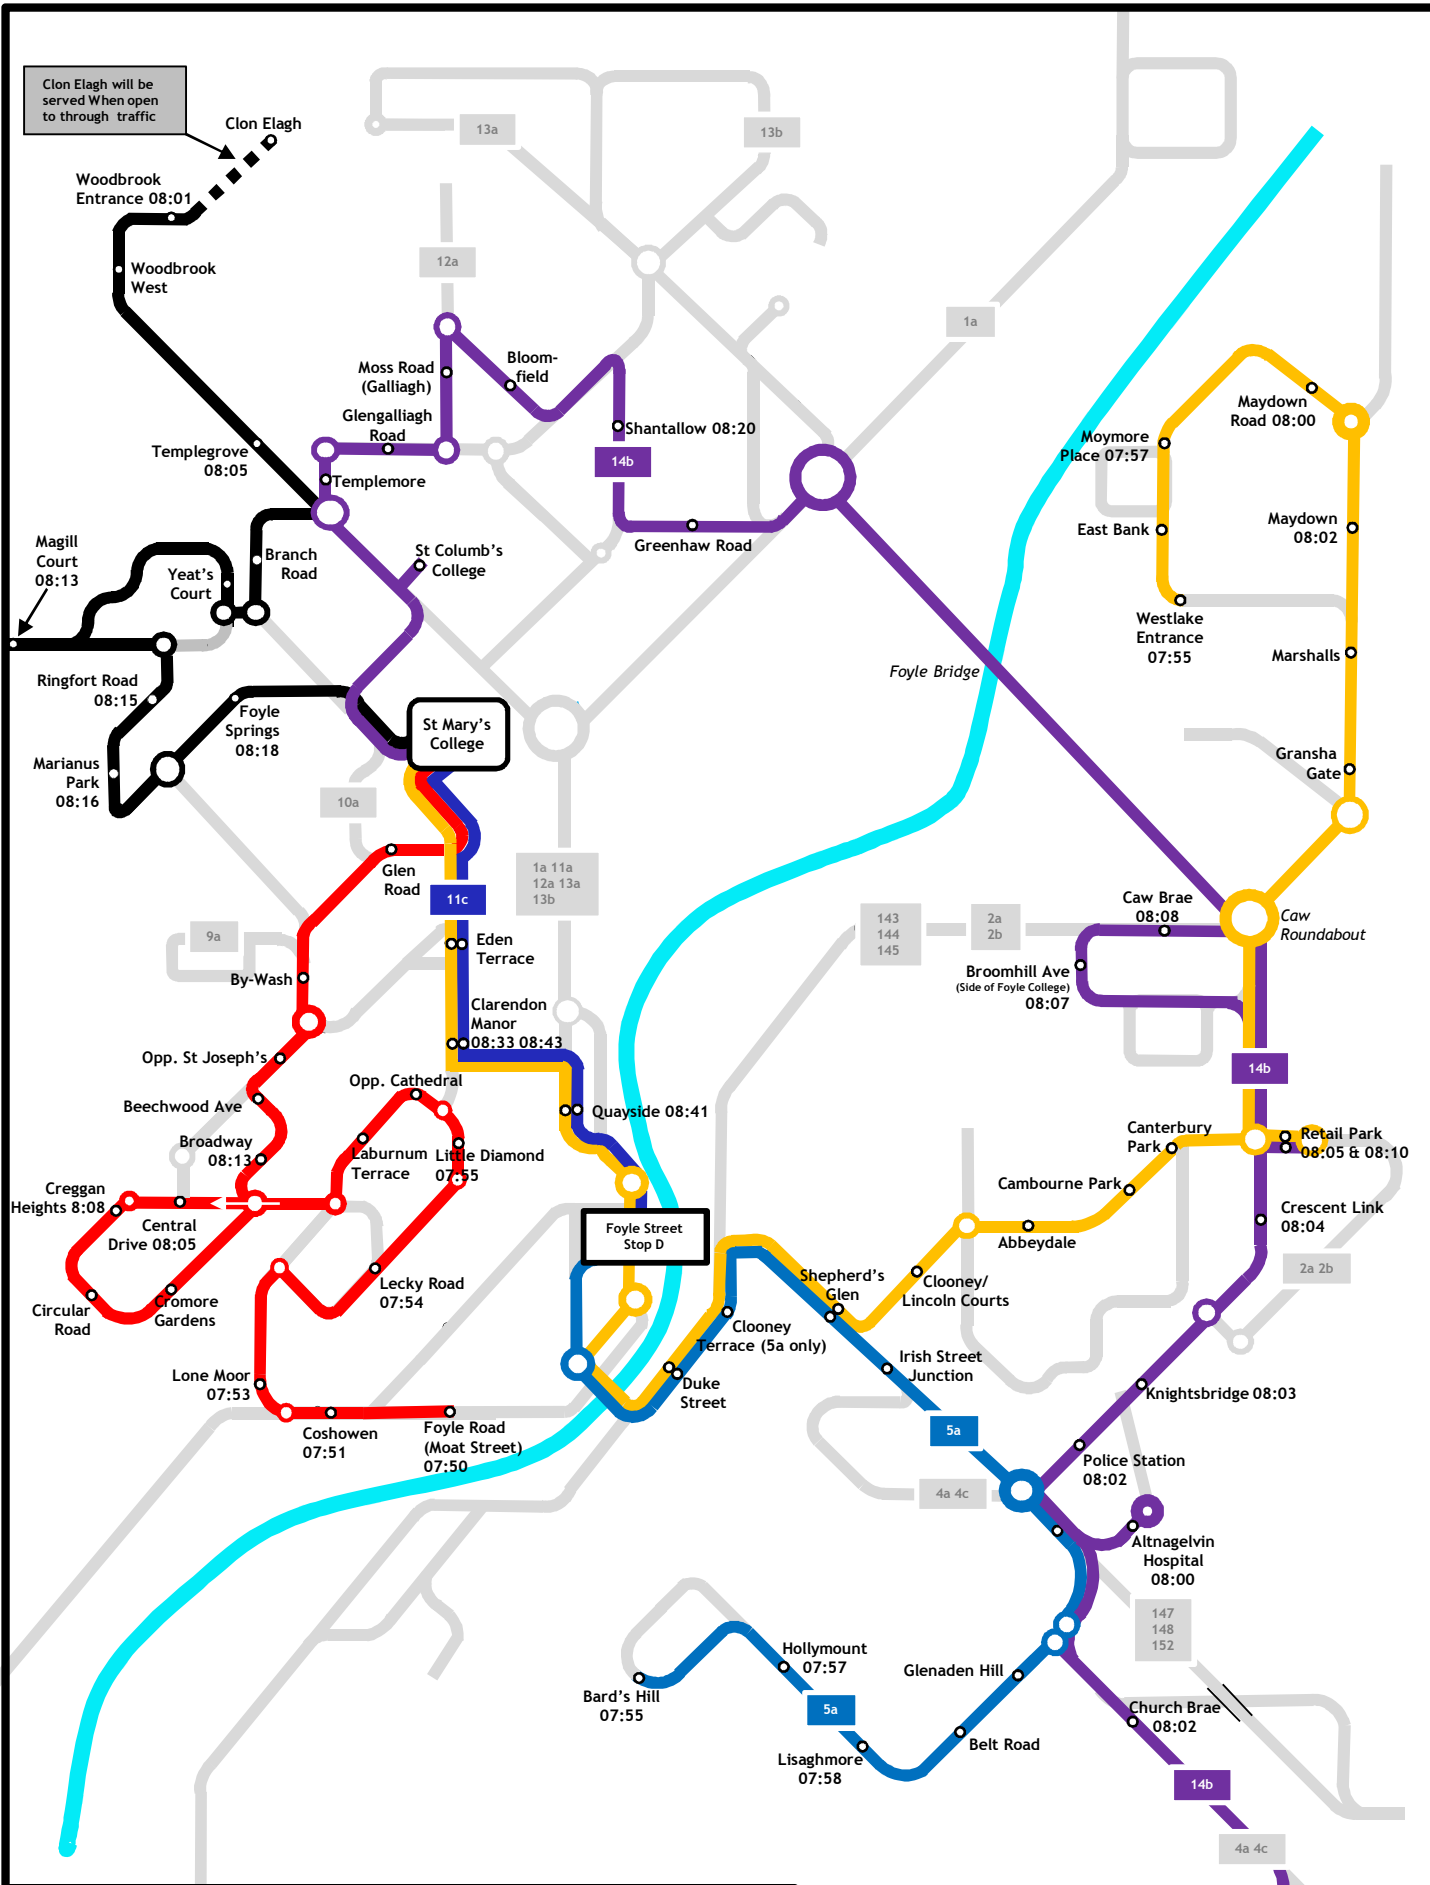 Clon Elagh will be
served When open
to through traffic
Clon Elagh
13a
13b
Woodbrook
Entrance 08:01
Woodbrook
West
12a
1a
Moss Road
(Galliagh)
Bloom-
field
Glengalliagh
Road
Shantallow 08:20
14b
Templegrove
08:05
Templemore
Greenhaw Road
St Columb's
College
Branch
Road
Yeat's
Court
Magill
Court
08:13
Ringfort Road
08:15
Marianus
Park
08:16
Foyle
Springs
08:18
St Mary's
College
10a
Maydown
Road 08:00
Moymore
Place 07:57
East Bank
Maydown
08:02
Westlake
Entrance
07:55
Marshalls
Foyle Bridge
Gransha
Gate
Glen
Road
11c
1a 11a
12a 13a
13b
9a
Eden
Terrace
By-Wash
Clarendon
Manor
08:33 08:43
143
144
145
2a
2b
Caw Brae
08:08
Caw
Roundabout
Broomhill Ave
(Side of Foyle College)
08:07
14b
Opp. St Joseph's
Beechwood Ave
Broadway
08:13
Opp. Cathedral
Laburnum
Terrace
Little Diamond
07:55
Quayside 08:41
Creggan
Heights 8:08
Central
Drive 08:05
Circular
Road
Cromore
Gardens
Lecky Road
07:54
Foyle Street
Stop D
Canterbury
Park
Retail Park
08:05 & 08:10
Cambourne Park
Abbeydale
Crescent Link
08:04
2a 2b
Shepherd's
Glen
Clooney/
Lincoln Courts
Clooney
Terrace (5a only)
Irish Street
Junction
Duke
Street
Lone Moor
07:53
Coshowen
07:51
Foyle Road
(Moat Street)
07:50
5a
Knightsbridge 08:03
Police Station
08:02
4a 4c
Altnagelvin
Hospital
08:00
147
148
152
Hollymount
07:57
Bard's Hill
07:55
5a
Lisaghmore
07:58
Glenaden Hill
Belt Road
Church Brae
08:02
14b
4a 4c